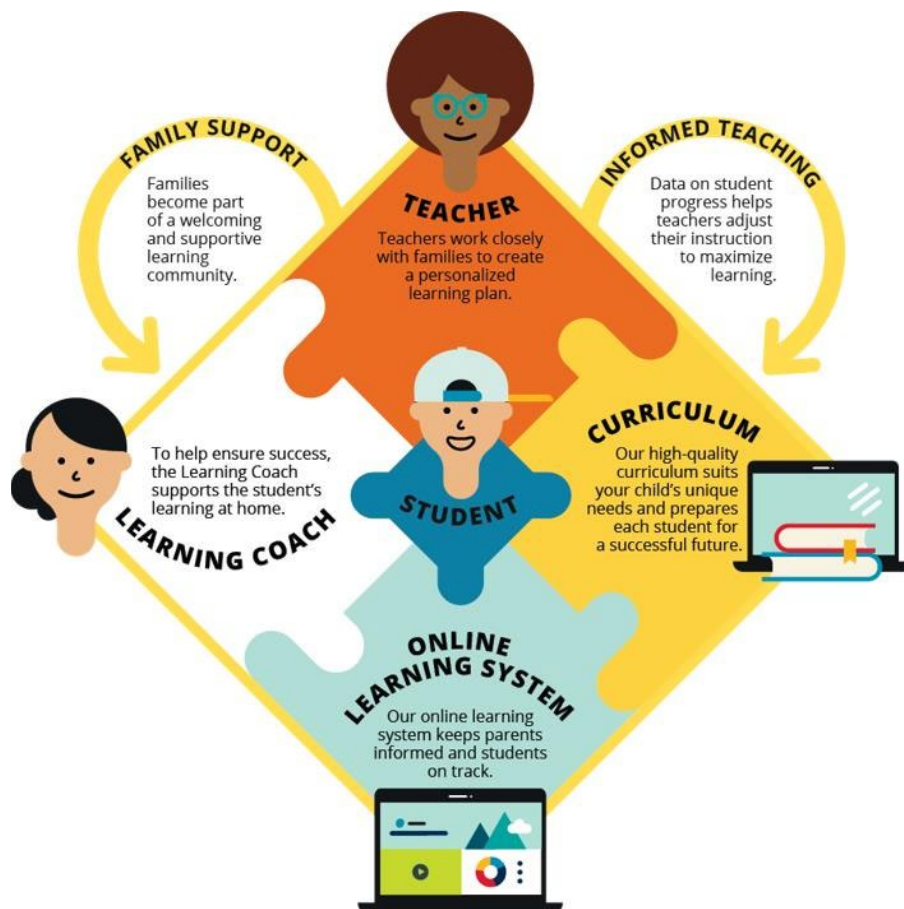 FAMILY SUPPORT
Families
become part
of a welcoming
and supportive
learning
community.
INFORMED TEACHING
Data on student
progress helps
teachers adjust
their instruction
to maximize
learning.
TEACHER
Teachers work closely
with families to create
a personalized
learning plan.
To help ensure success,
the Learning Coach
supports the student’s
learning at home.
LEARNING COACH
STUDENT
CURRICULUM
Our high-quality
curriculum suits
your child’s unique
needs and prepares
each student for
a successful future.
ONLINE
LEARNING SYSTEM
Our online learning
system keeps parents
informed and students
on track.